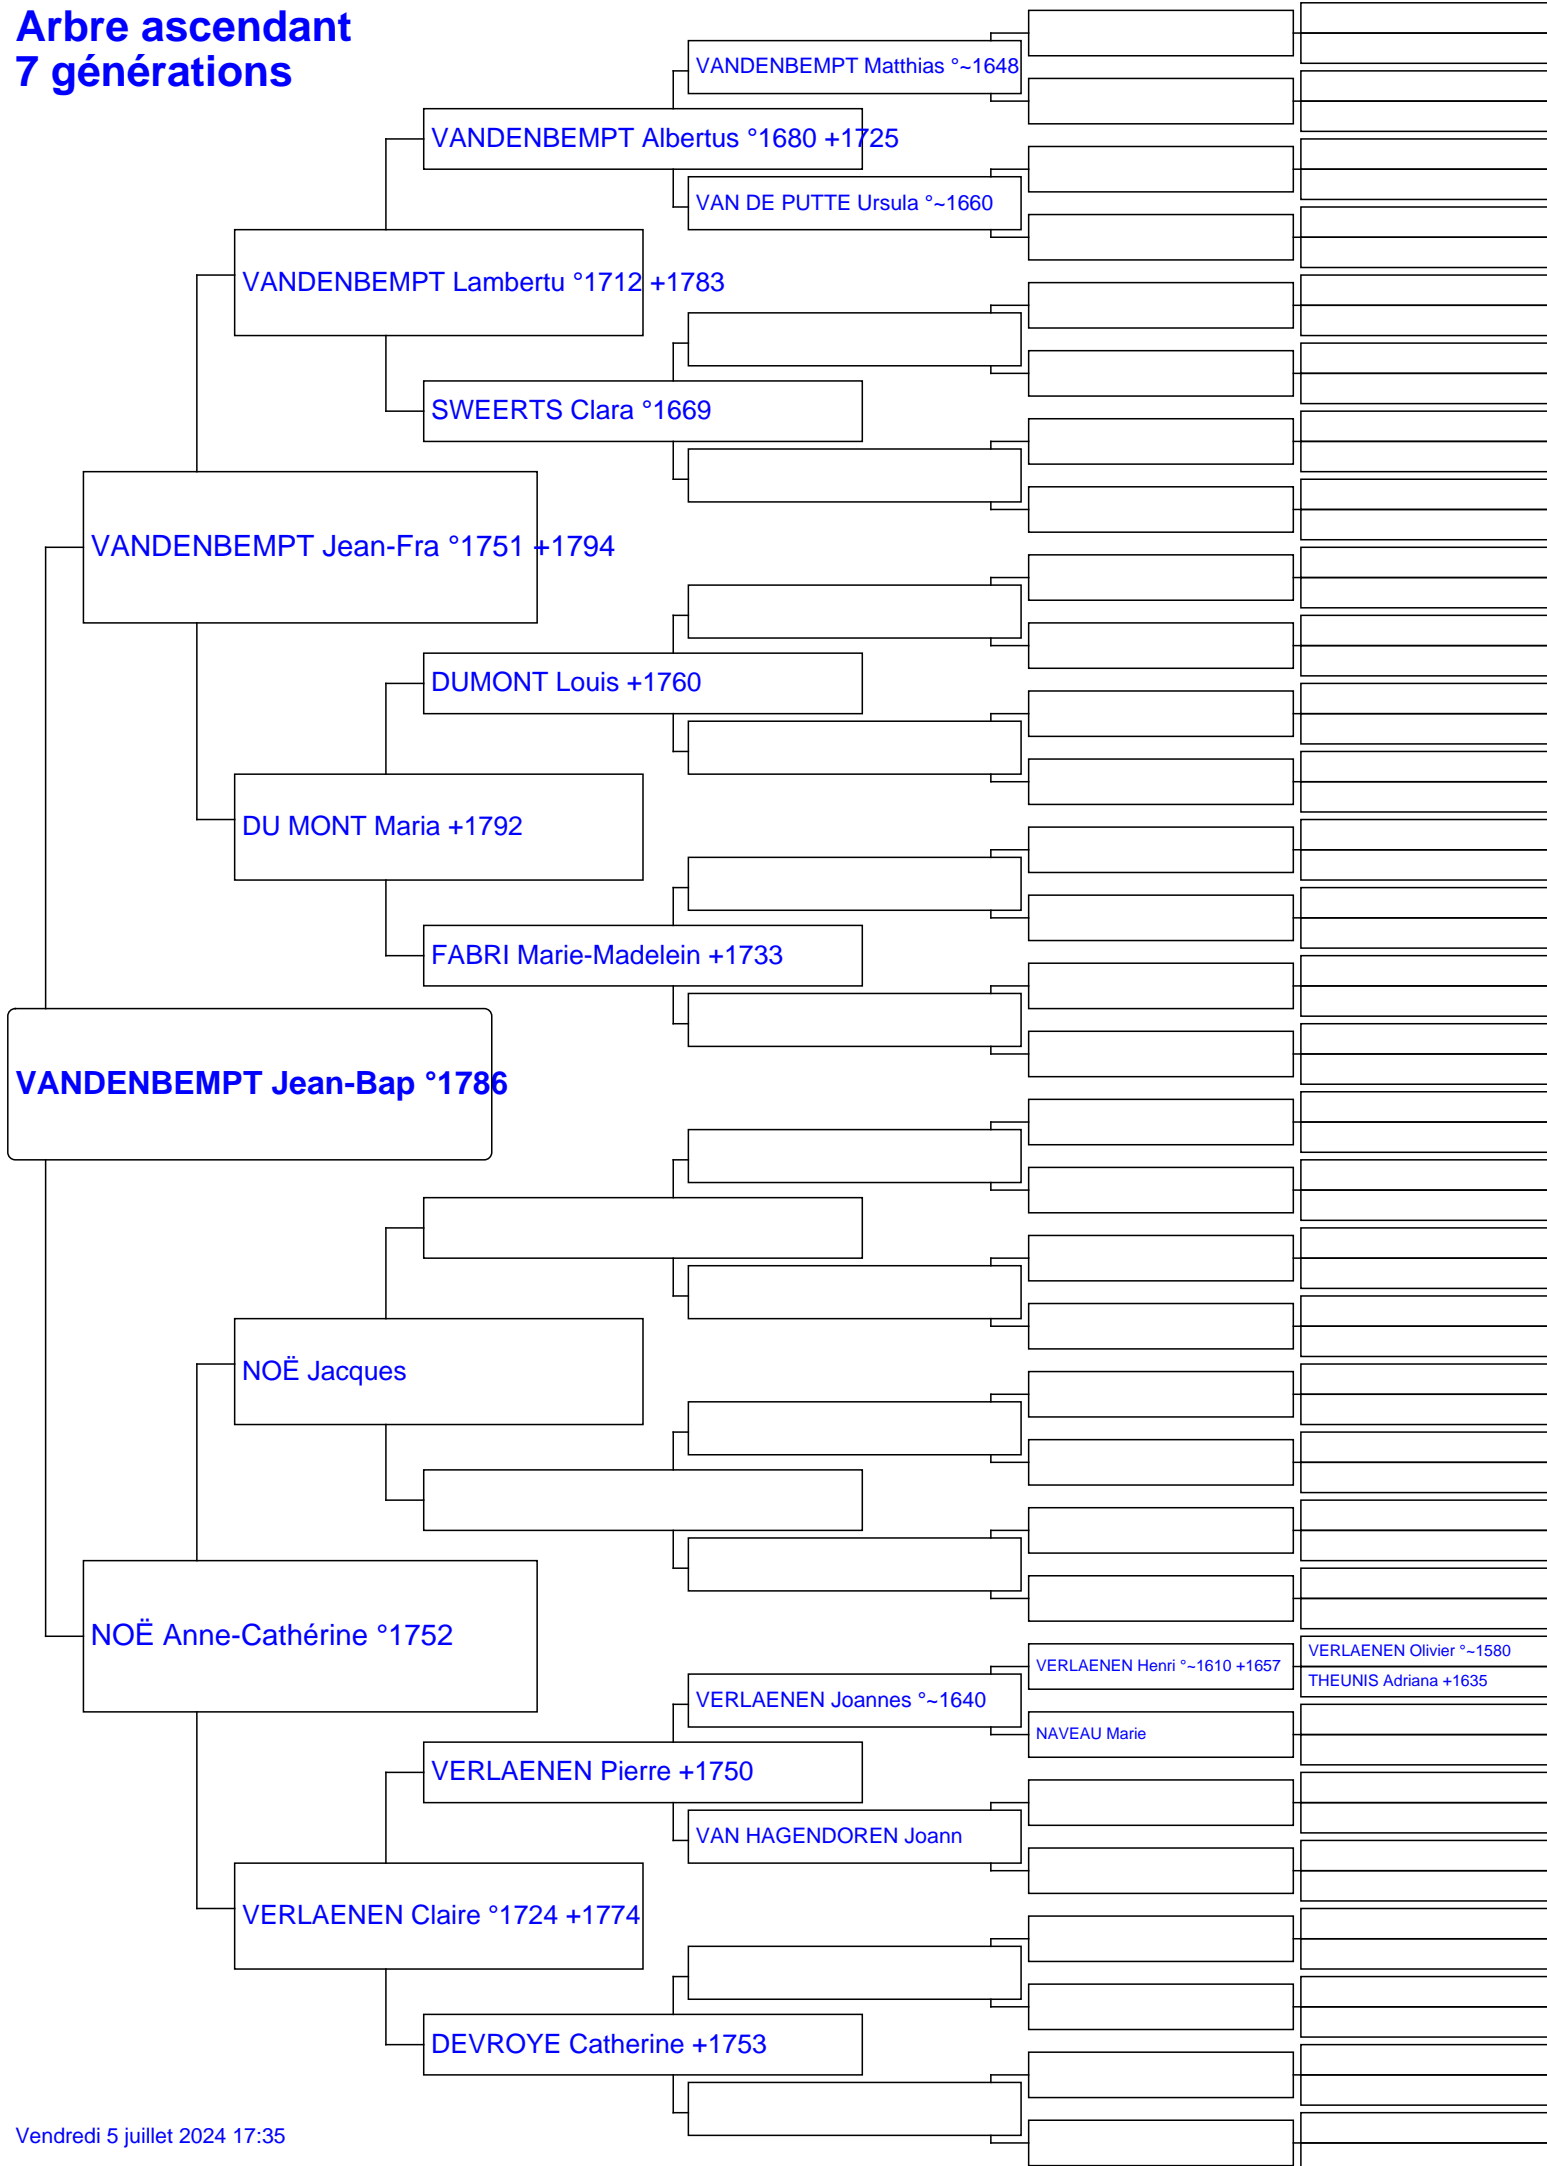 Arbre ascendant
7 générations
VANDENBEMPT Matthias °~1648
VANDENBEMPT Albertus °1680 +1725
VAN DE PUTTE Ursula °~1660
VANDENBEMPT Lambertu °1712 +1783
SWEERTS Clara °1669
VANDENBEMPT Jean-Fra °1751 +1794
DUMONT Louis +1760
DU MONT Maria +1792
FABRI Marie-Madelein +1733
VANDENBEMPT Jean-Bap °1786
NOË Jacques
NOË Anne-Cathérine °1752
VERLAENEN Olivier °~1580
VERLAENEN Henri °~1610 +1657
THEUNIS Adriana +1635
VERLAENEN Joannes °~1640
NAVEAU Marie
VERLAENEN Pierre +1750
VAN HAGENDOREN Joann
VERLAENEN Claire °1724 +1774
DEVROYE Catherine +1753
Vendredi 5 juillet 2024 17:35